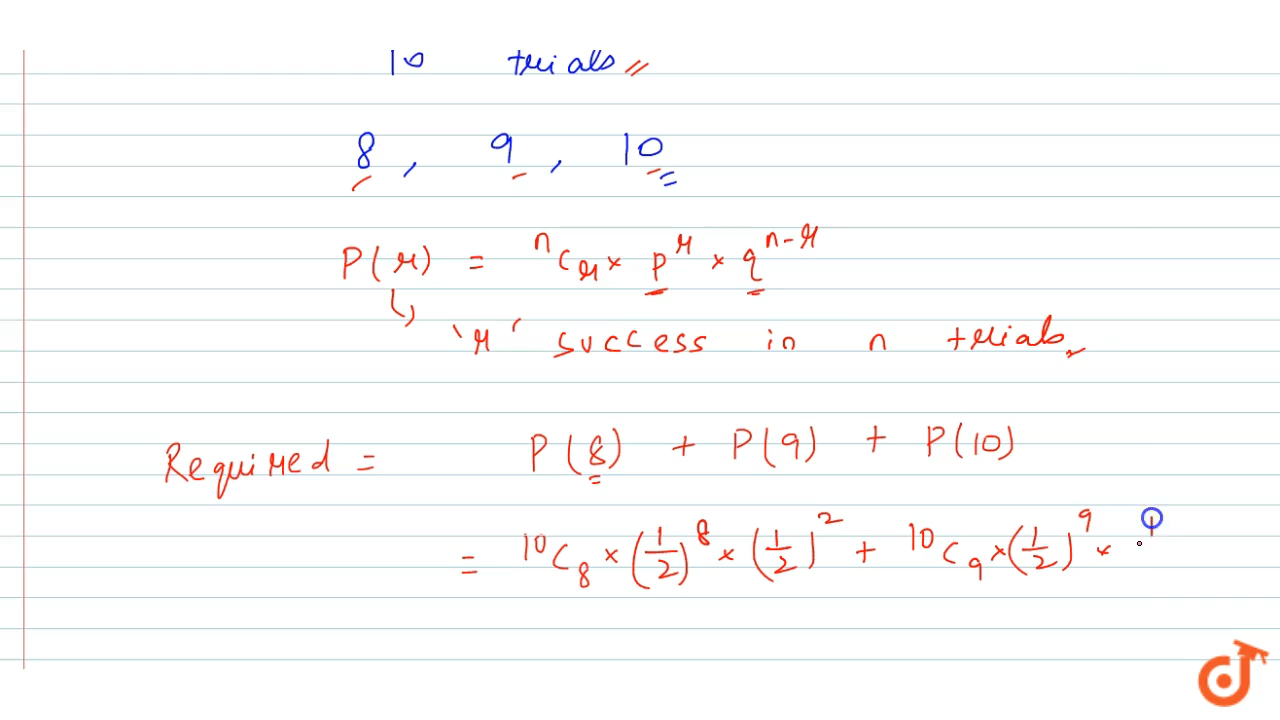 10 trials
8 , 9 , 10
P(r) = ⁿCᵣ × pʳ × qⁿ⁻ʳ
'r' success in n trials
Required = P(8) + P(9) + P(10)
= ¹⁰C₈ × (1/2)⁸ × (1/2)² + ¹⁰C₉ × (1/2)⁹ × 1